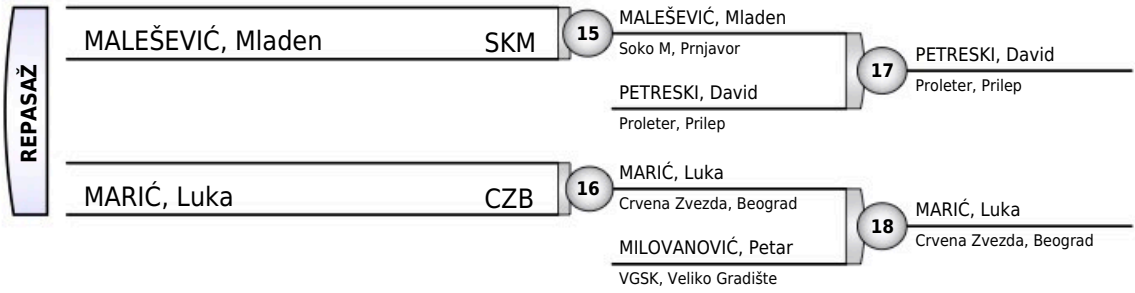 REPASAŽ
MALEŠEVIĆ, Mladen SKM
15
MALEŠEVIĆ, Mladen
Soko M, Prnjavor
PETRESKI, David
Proleter, Prilep
17
PETRESKI, David
Proleter, Prilep
MARIĆ, Luka CZB
16
MARIĆ, Luka
Crvena Zvezda, Beograd
MILOVANOVIĆ, Petar
VGSK, Veliko Gradište
18
MARIĆ, Luka
Crvena Zvezda, Beograd